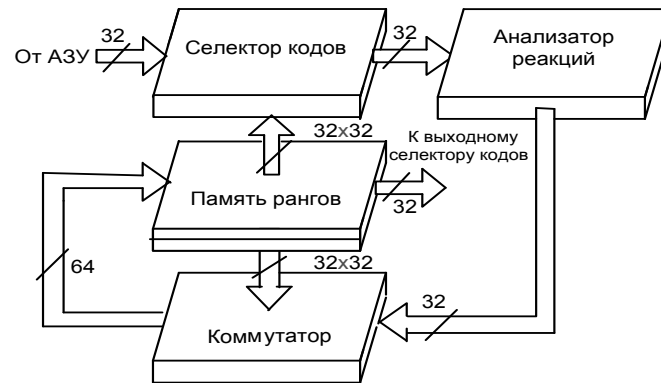 От АЗУ
32
Селектор кодов
32
Анализатор
реакций
32x32
К выходному
селектору кодов
Память рангов
32
64
32x32
32
Коммутатор